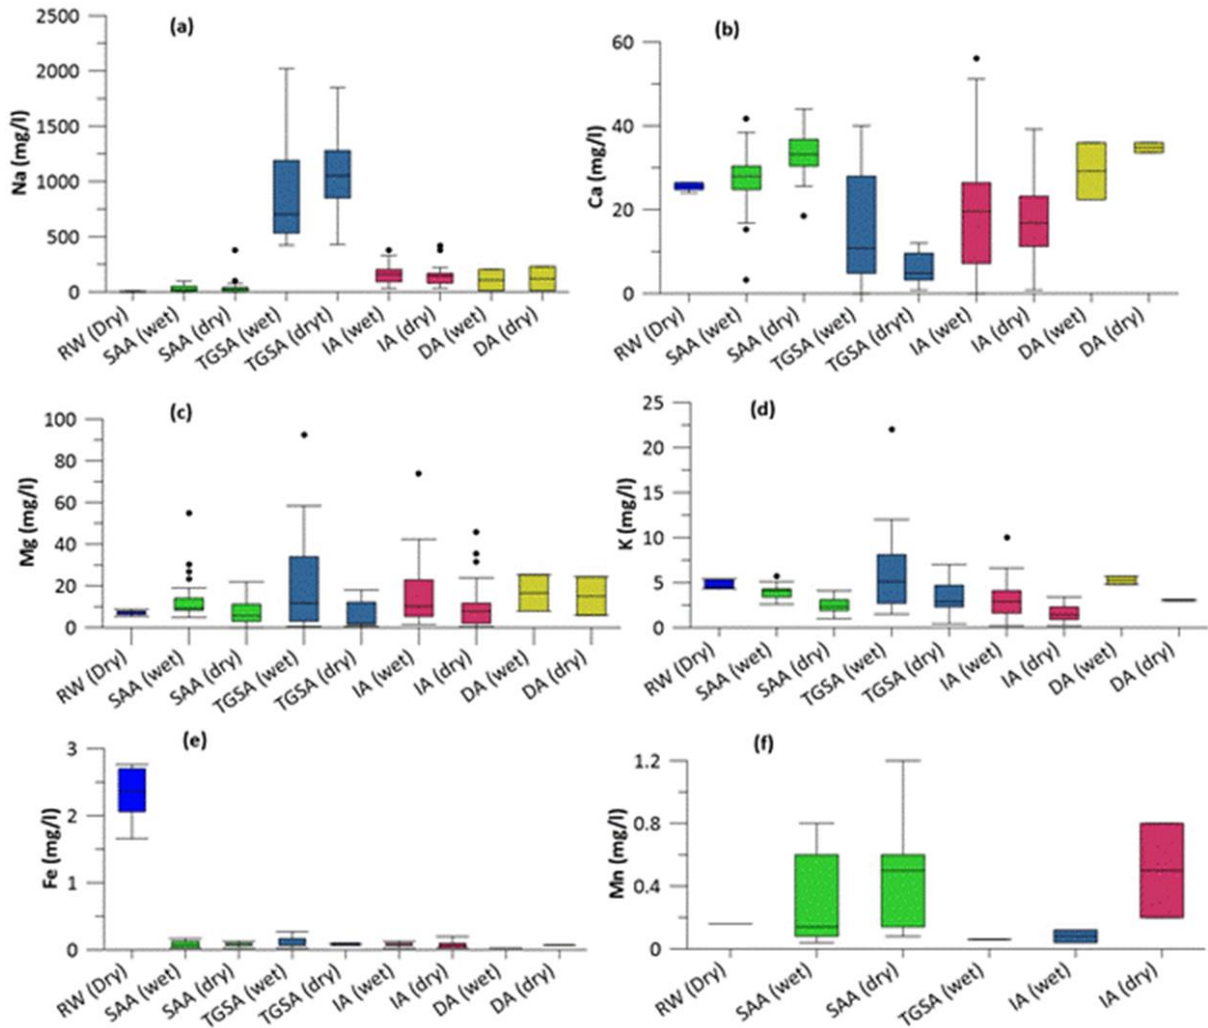 (a)
Na (mg/l)
2500
2000
1500
1000
500
0
RW (Dry)
SAA (wet)
SAA (dry)
TGSA (wet)
TGSA (dryt)
IA (wet)
IA (dry)
DA (wet)
DA (dry)
(b)
Ca (mg/l)
60
40
20
0
RW (Dry)
SAA (wet)
SAA (dry)
TGSA (wet)
TGSA (dryt)
IA (wet)
IA (dry)
DA (wet)
DA (dry)
(c)
Mg (mg/l)
100
80
60
40
20
0
RW (Dry)
SAA (wet)
SAA (dry)
TGSA (wet)
TGSA (dry)
IA (wet)
IA (dry)
DA (wet)
DA (dry)
(d)
K (mg/l)
25
20
15
10
5
0
RW (Dry)
SAA (wet)
SAA (dry)
TGSA (wet)
TGSA (dry)
IA (wet)
IA (dry)
DA (wet)
DA (dry)
(e)
Fe (mg/l)
3
2
1
0
RW (Dry)
SAA (wet)
SAA (dry)
TGSA (wet)
TGSA (dry)
IA (wet)
IA (dry)
DA (wet)
DA (dry)
(f)
Mn (mg/l)
1.2
0.8
0.4
0
RW (Dry)
SAA (wet)
SAA (dry)
TGSA (wet)
IA (wet)
IA (dry)